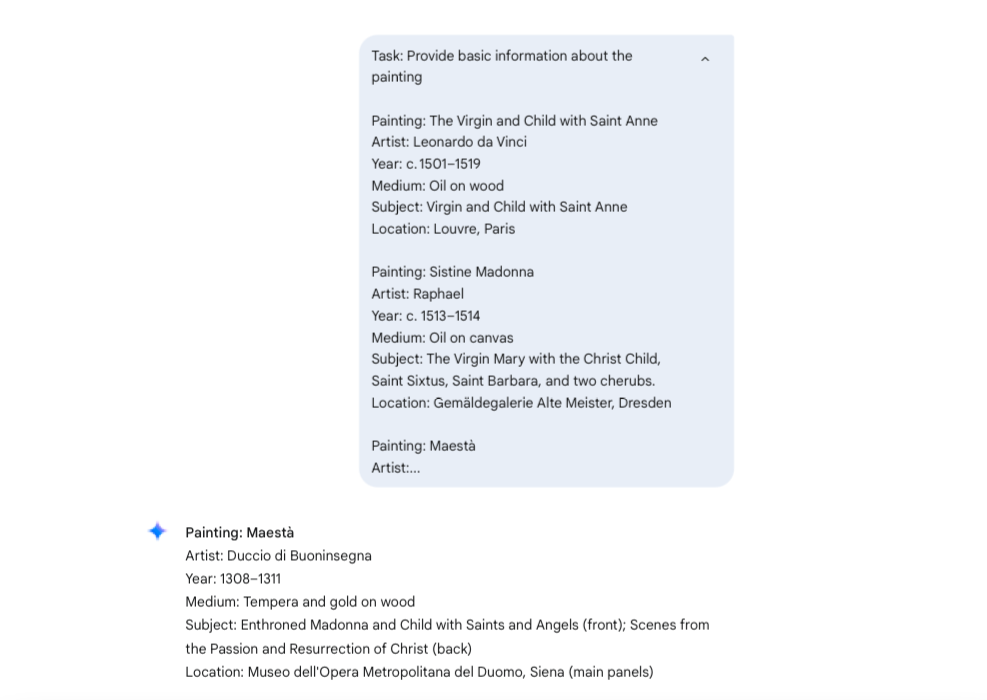 Task: Provide basic information about the
painting
Painting: The Virgin and Child with Saint Anne
Artist: Leonardo da Vinci
Year: c. 1501–1519
Medium: Oil on wood
Subject: Virgin and Child with Saint Anne
Location: Louvre, Paris
Painting: Sistine Madonna
Artist: Raphael
Year: c. 1513–1514
Medium: Oil on canvas
Subject: The Virgin Mary with the Christ Child,
Saint Sixtus, Saint Barbara, and two cherubs.
Location: Gemäldegalerie Alte Meister, Dresden
Painting: Maestà
Artist:...
Painting: Maestà
Artist: Duccio di Buoninsegna
Year: 1308–1311
Medium: Tempera and gold on wood
Subject: Enthroned Madonna and Child with Saints and Angels (front); Scenes from
the Passion and Resurrection of Christ (back)
Location: Museo dell'Opera Metropolitana del Duomo, Siena (main panels)